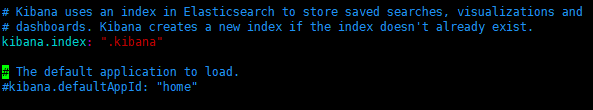 # Kibana uses an index in Elasticsearch to store saved searches, visualizations and
# dashboards. Kibana creates a new index if the index doesn't already exist.
kibana.index: ".kibana"
# The default application to load.
#kibana.defaultAppId: "home"